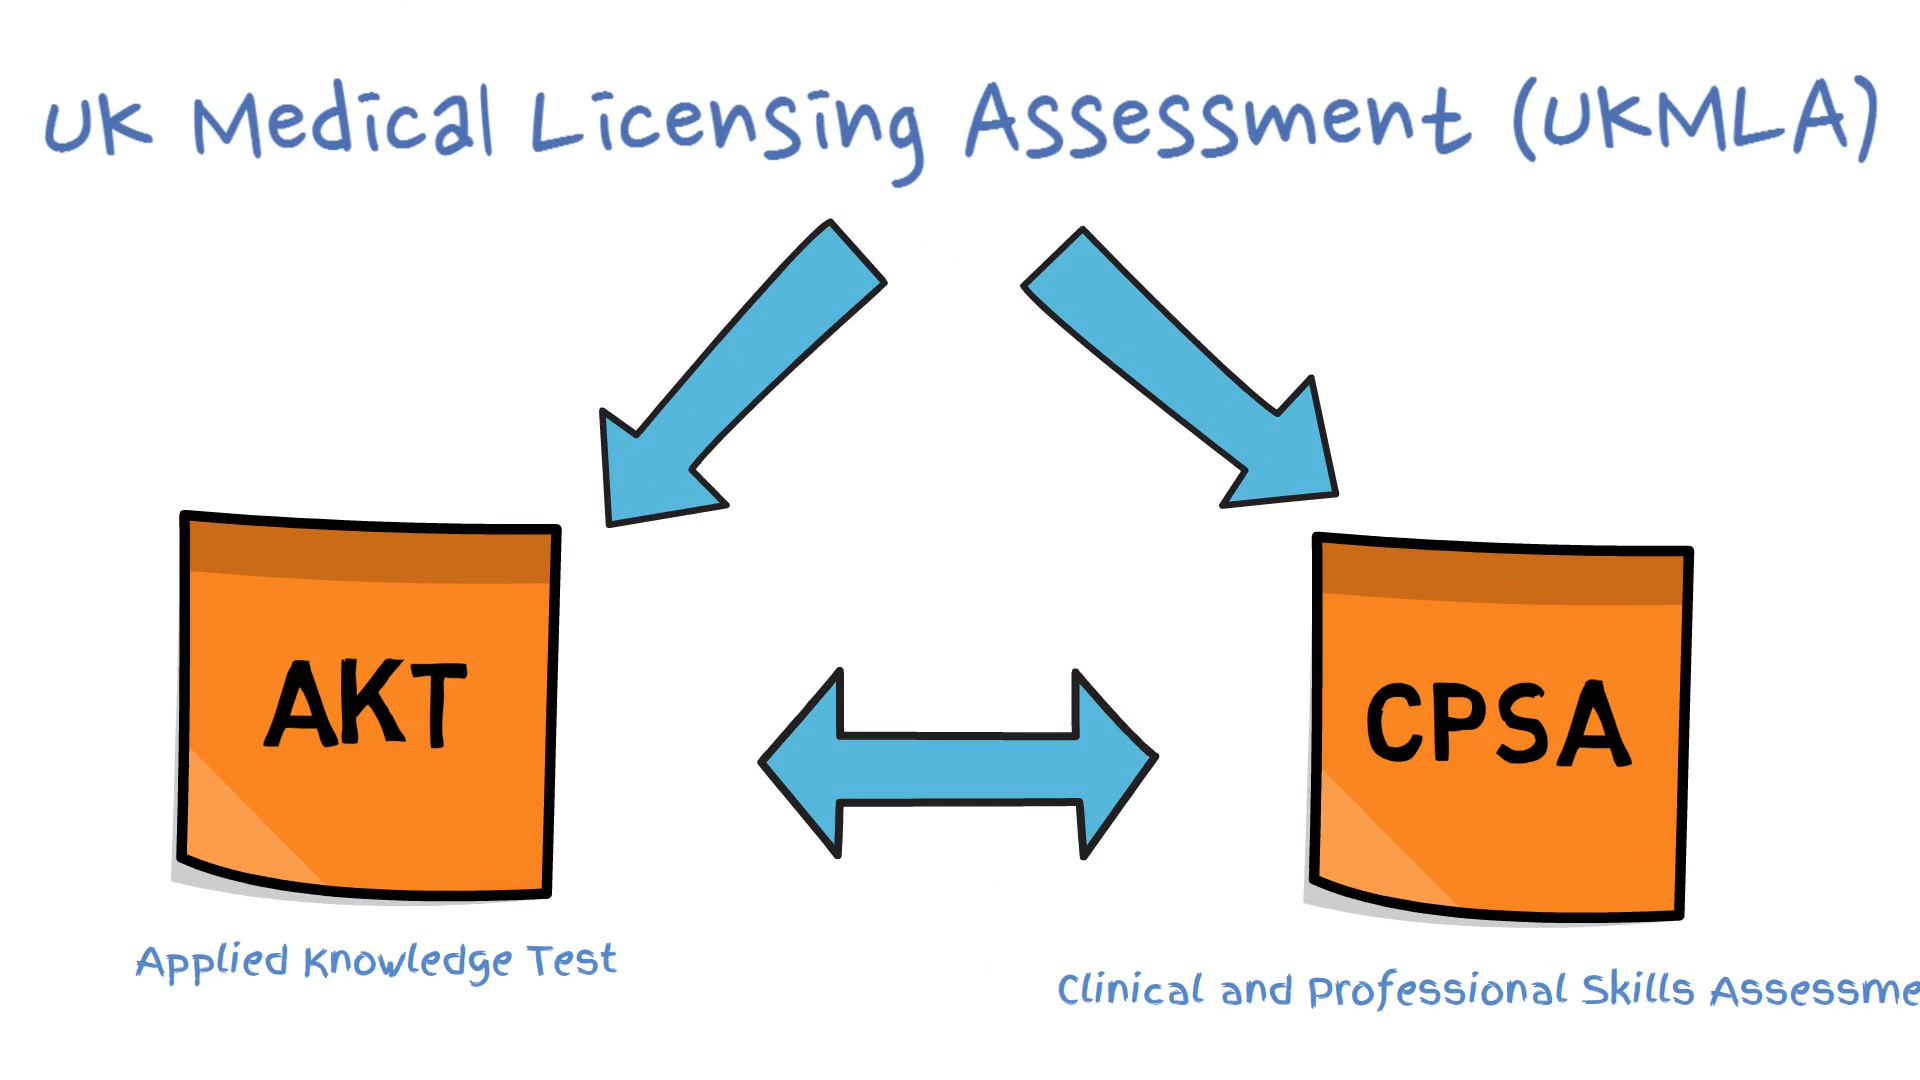 UK Medical Licensing Assessment (UKMLA)
AKT
CPSA
Applied Knowledge Test
Clinical and Professional Skills Assessme